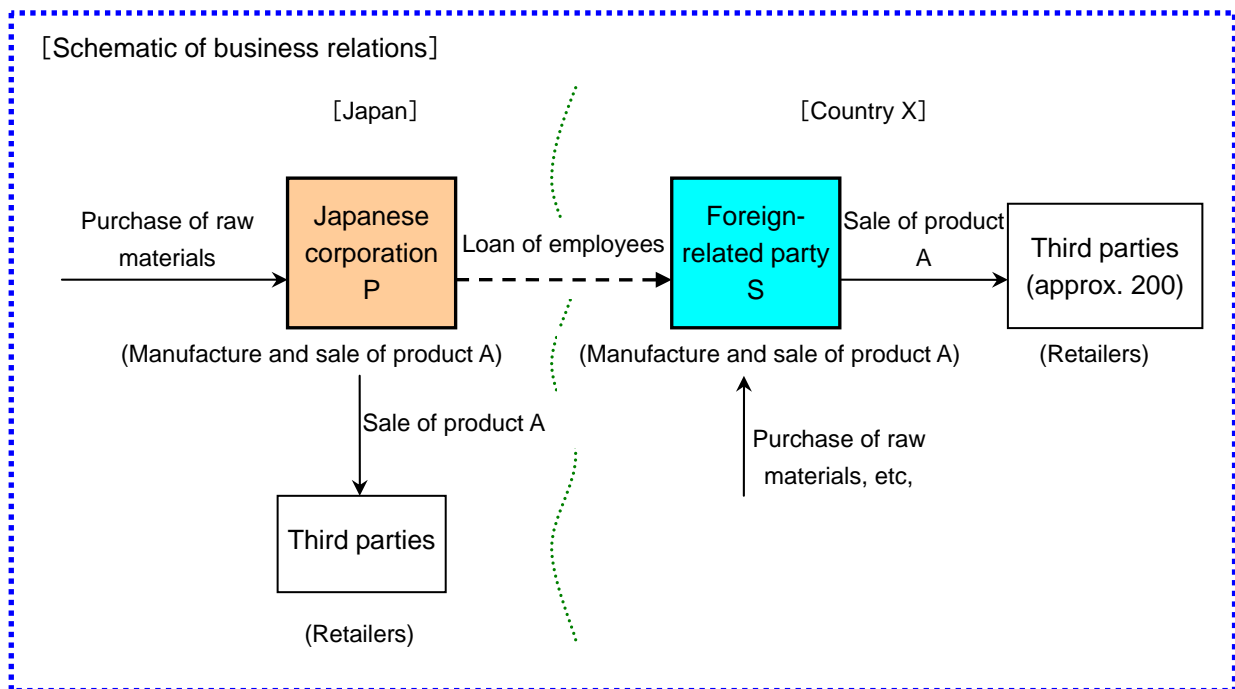 ［Schematic of business relations］
［Japan］
［Country X］
Purchase of raw
materials
Japanese
corporation
P
Loan of employees
Foreign-
related party
S
Sale of product
A
Third parties
(approx. 200)
(Manufacture and sale of product A)
(Manufacture and sale of product A)
(Retailers)
Sale of product A
Purchase of raw
materials, etc,
Third parties
(Retailers)